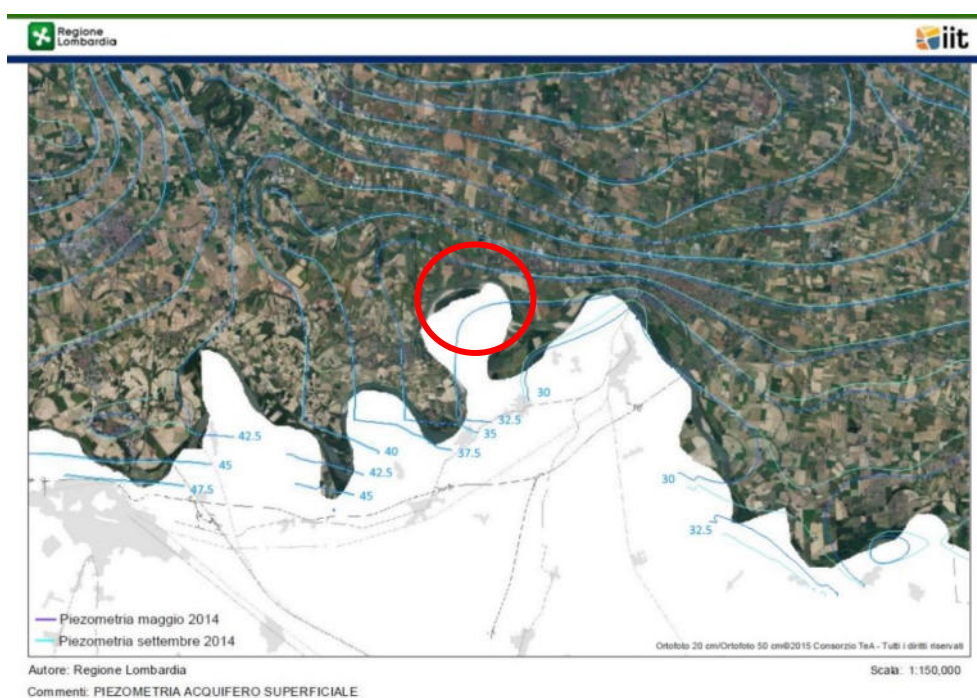 Regione
Lombardia
iit
30
32.5
35
37.5
40
42.5
42.5
45
45
47.5
30
32.5
Piezometria maggio 2014
Piezometria settembre 2014
Ortofoto 20 cm/Ortofoto 50 cm©2015 Consorzio TeA - Tutti i diritti riservati
Autore: Regione Lombardia
Scala: 1:150,000
Commenti: PIEZOMETRIA ACQUIFERO SUPERFICIALE